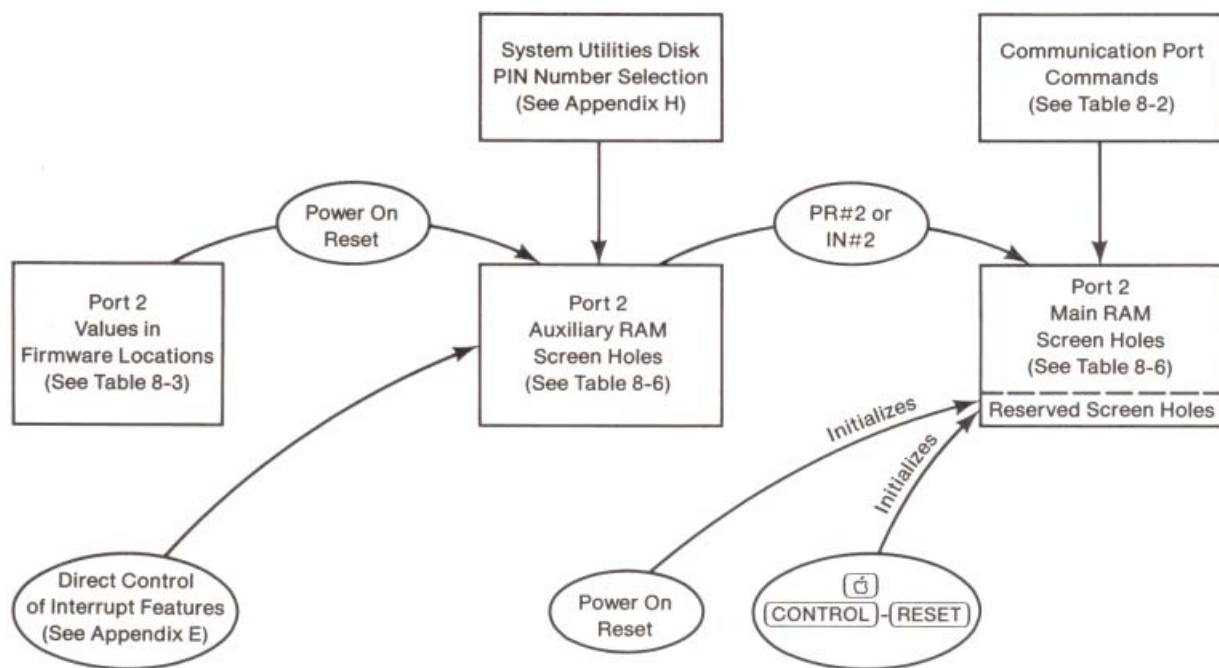 System Utilities Disk
PIN Number Selection
(See Appendix H)
Communication Port
Commands
(See Table 8-2)
Power On
Reset
PR#2 or
IN#2
Port 2
Values in
Firmware Locations
(See Table 8-3)
Port 2
Auxiliary RAM
Screen Holes
(See Table 8-6)
Port 2
Main RAM
Screen Holes
(See Table 8-6)
Reserved Screen Holes
Initializes
Initializes
Direct Control
of Interrupt Features
(See Appendix E)
Power On
Reset
CONTROL-RESET